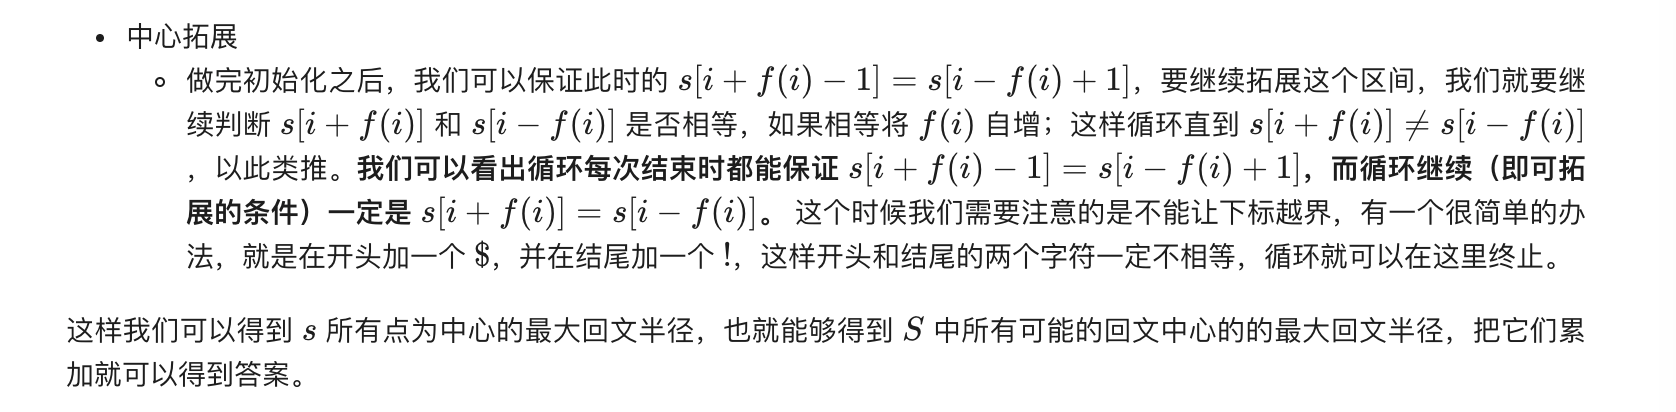 • 中心拓展
◦ 做完初始化之后，我们可以保证此时的 s[i + f(i) − 1] = s[i − f(i) + 1]，要继续拓展这个区间，我们就要继
续判断 s[i + f(i)] 和 s[i − f(i)] 是否相等，如果相等将 f(i) 自增；这样循环直到 s[i + f(i)] ≠ s[i − f(i)]
，以此类推。我们可以看出循环每次结束时都能保证 s[i + f(i) − 1] = s[i − f(i) + 1]，而循环继续（即可拓
展的条件）一定是 s[i + f(i)] = s[i − f(i)]。 这个时候我们需要注意的是不能让下标越界，有一个很简单的办
法，就是在开头加一个 $，并在结尾加一个 !，这样开头和结尾的两个字符一定不相等，循环就可以在这里终止。
这样我们可以得到 s 所有点为中心的最大回文半径，也就能够得到 S 中所有可能的回文中心的的最大回文半径，把它们累
加就可以得到答案。